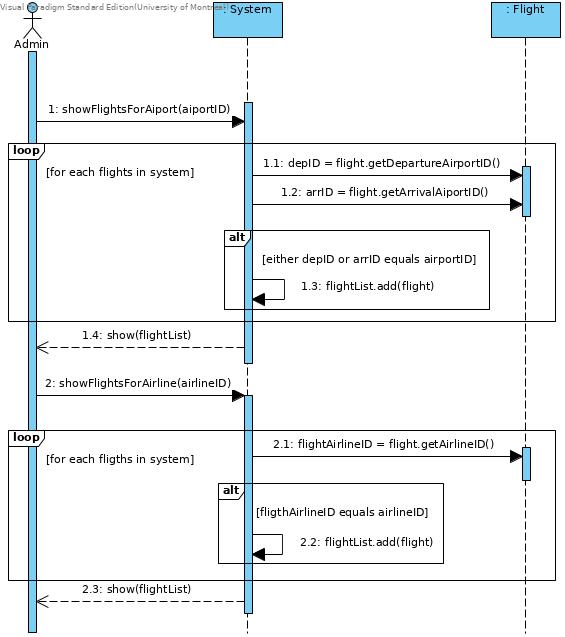 Visual Paradigm Standard Edition(University of Montreal)
: System
: Flight
Admin
1: showFlightsForAiport(aiportID)
loop
[for each flights in system]
1.1: depID = flight.getDepartureAirportID()
1.2: arrID = flight.getArrivalAiportID()
alt
[either depID or arrID equals airportID]
1.3: flightList.add(flight)
1.4: show(flightList)
2: showFlightsForAirline(airlineID)
loop
[for each fligths in system]
2.1: flightAirlineID = flight.getAirlineID()
alt
[fligthAirlineID equals airlineID]
2.2: flightList.add(flight)
2.3: show(flightList)